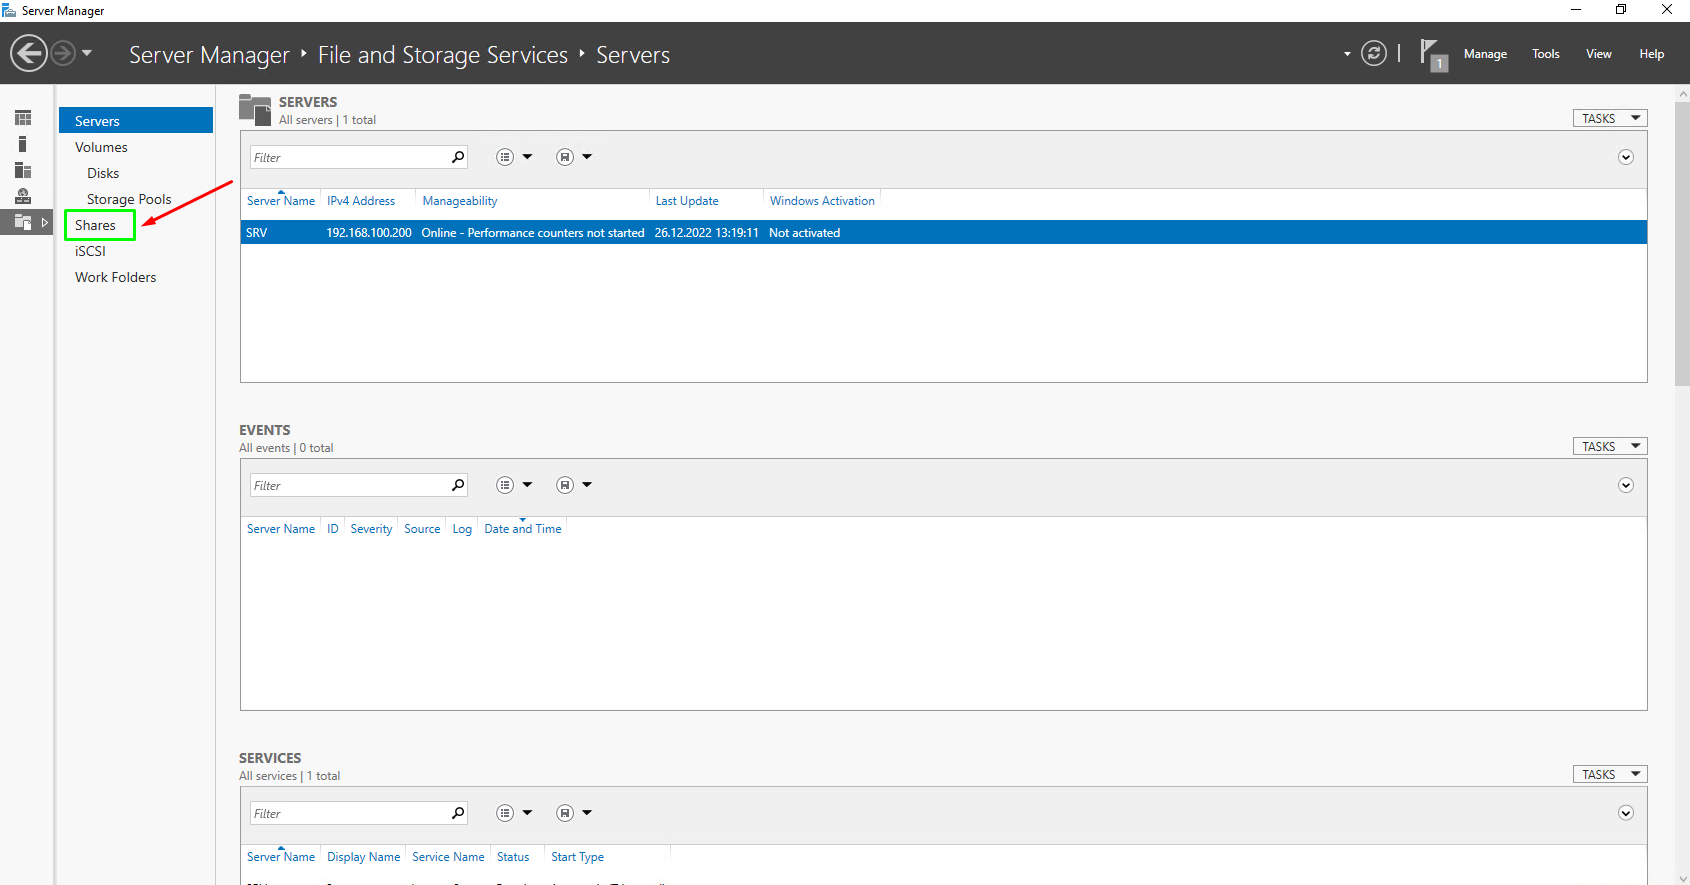 Server Manager
Server Manager ‣ File and Storage Services ‣ Servers
1
Manage
Tools
View
Help
Servers
Volumes
Disks
Storage Pools
Shares
iSCSI
Work Folders
SERVERS
All servers | 1 total
TASKS
Filter
Server Name IPv4 Address Manageability Last Update Windows Activation
SRV 192.168.100.200 Online - Performance counters not started 26.12.2022 13:19:11 Not activated
EVENTS
All events | 0 total
TASKS
Filter
Server Name ID Severity Source Log Date and Time
SERVICES
All services | 1 total
TASKS
Filter
Server Name Display Name Service Name Status Start Type